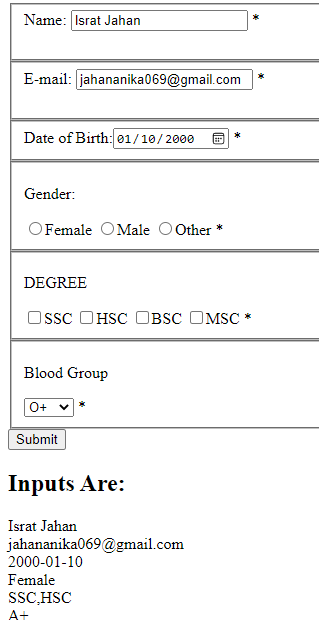 Name: Israt Jahan *
E-mail: jahananika069@gmail.com *
Date of Birth: 01/10/2000 *
Gender:
Female Male Other *
DEGREE
SSC HSC BSC MSC *
Blood Group
O+ *
Submit
Inputs Are:
Israt Jahan
jahananika069@gmail.com
2000-01-10
Female
SSC,HSC
A+